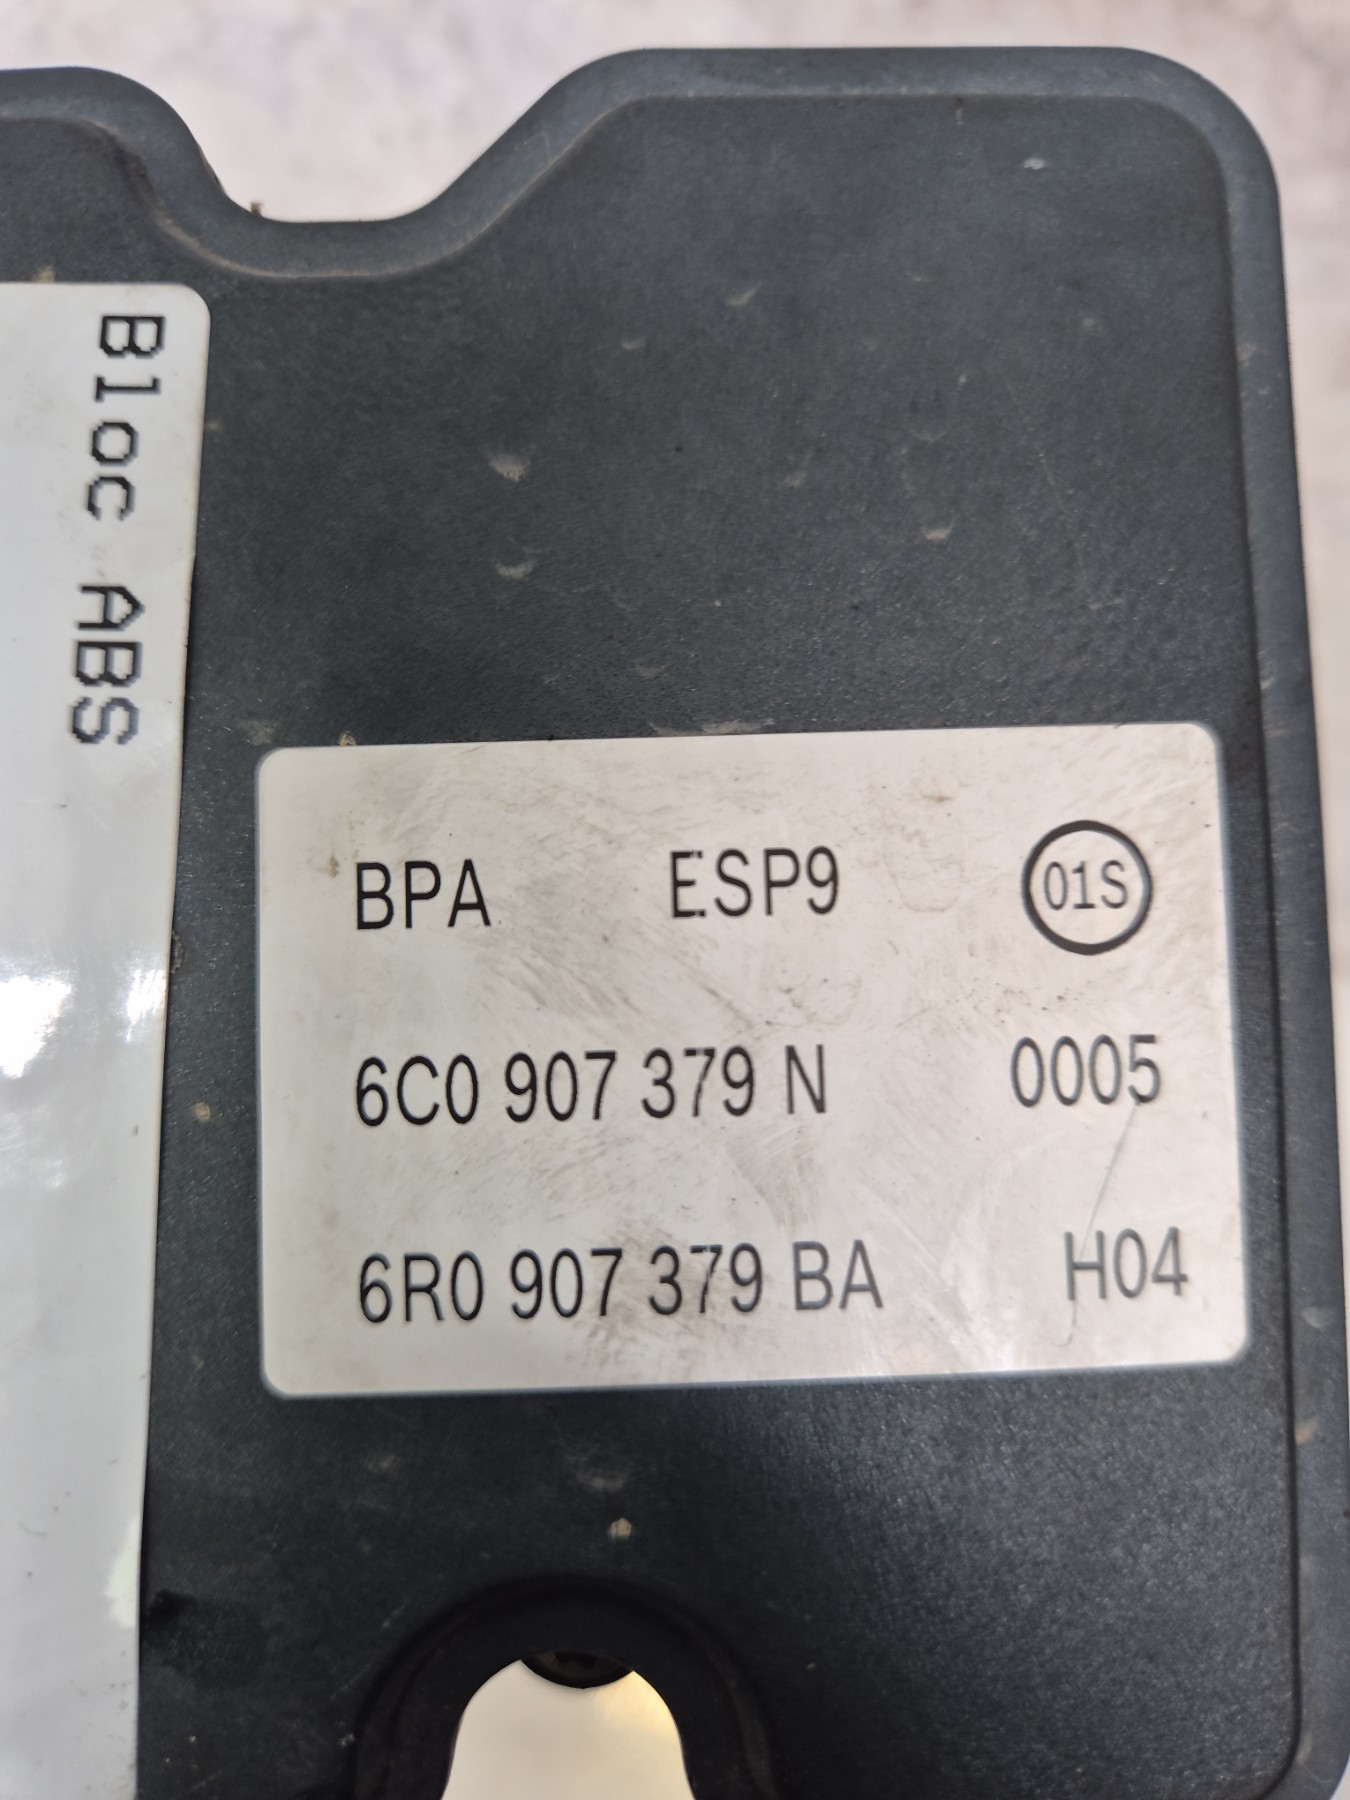 Bloc ABS
BPA ESP9 01S
6C0 907 379 N 0005
6R0 907 379 BA H04